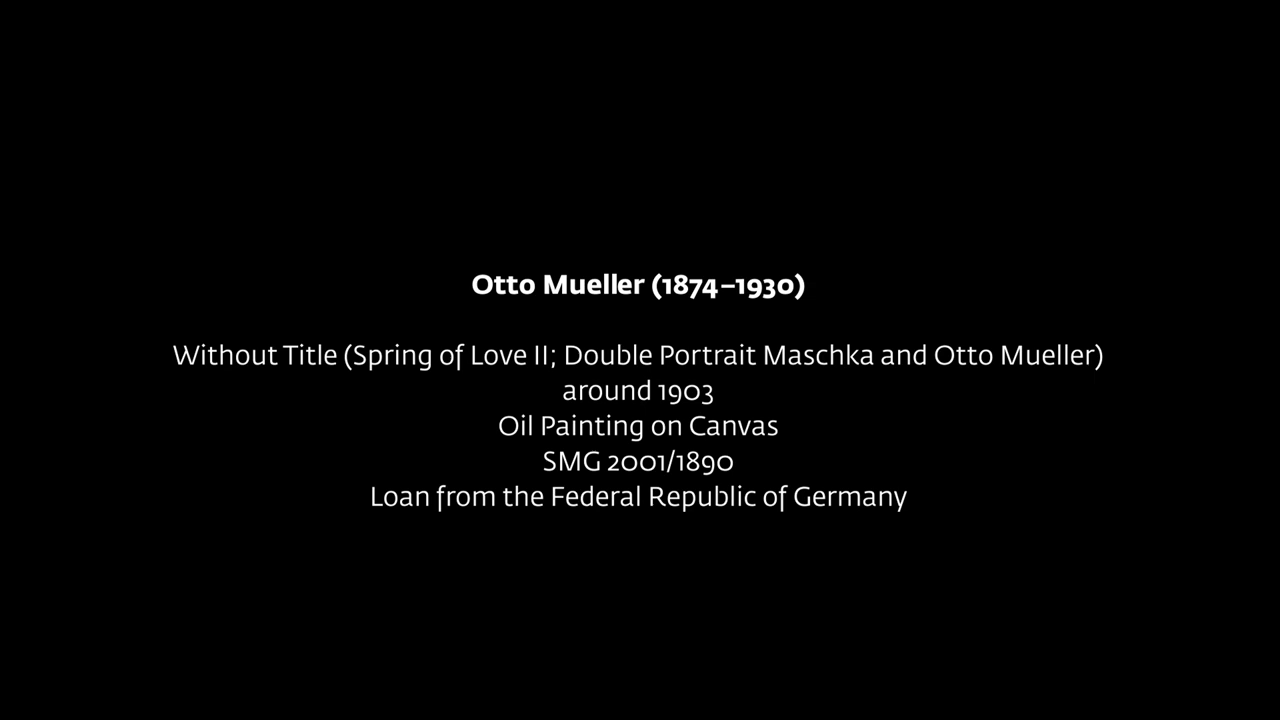 Otto Mueller (1874–1930)
Without Title (Spring of Love II; Double Portrait Maschka and Otto Mueller)
around 1903
Oil Painting on Canvas
SMG 2001/1890
Loan from the Federal Republic of Germany